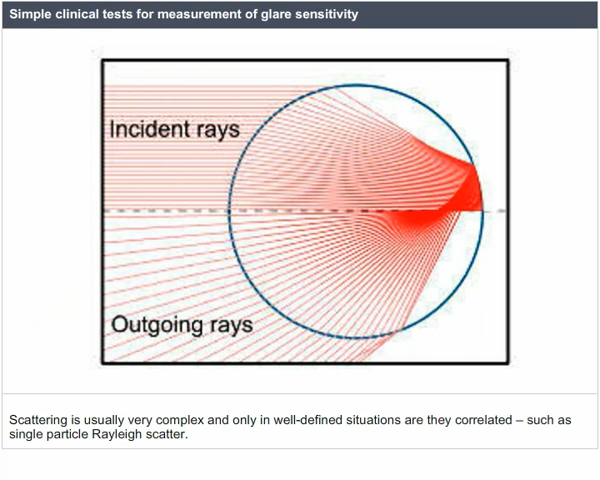 Simple clinical tests for measurement of glare sensitivity
Incident rays
Outgoing rays
Scattering is usually very complex and only in well-defined situations are they correlated – such as
single particle Rayleigh scatter.